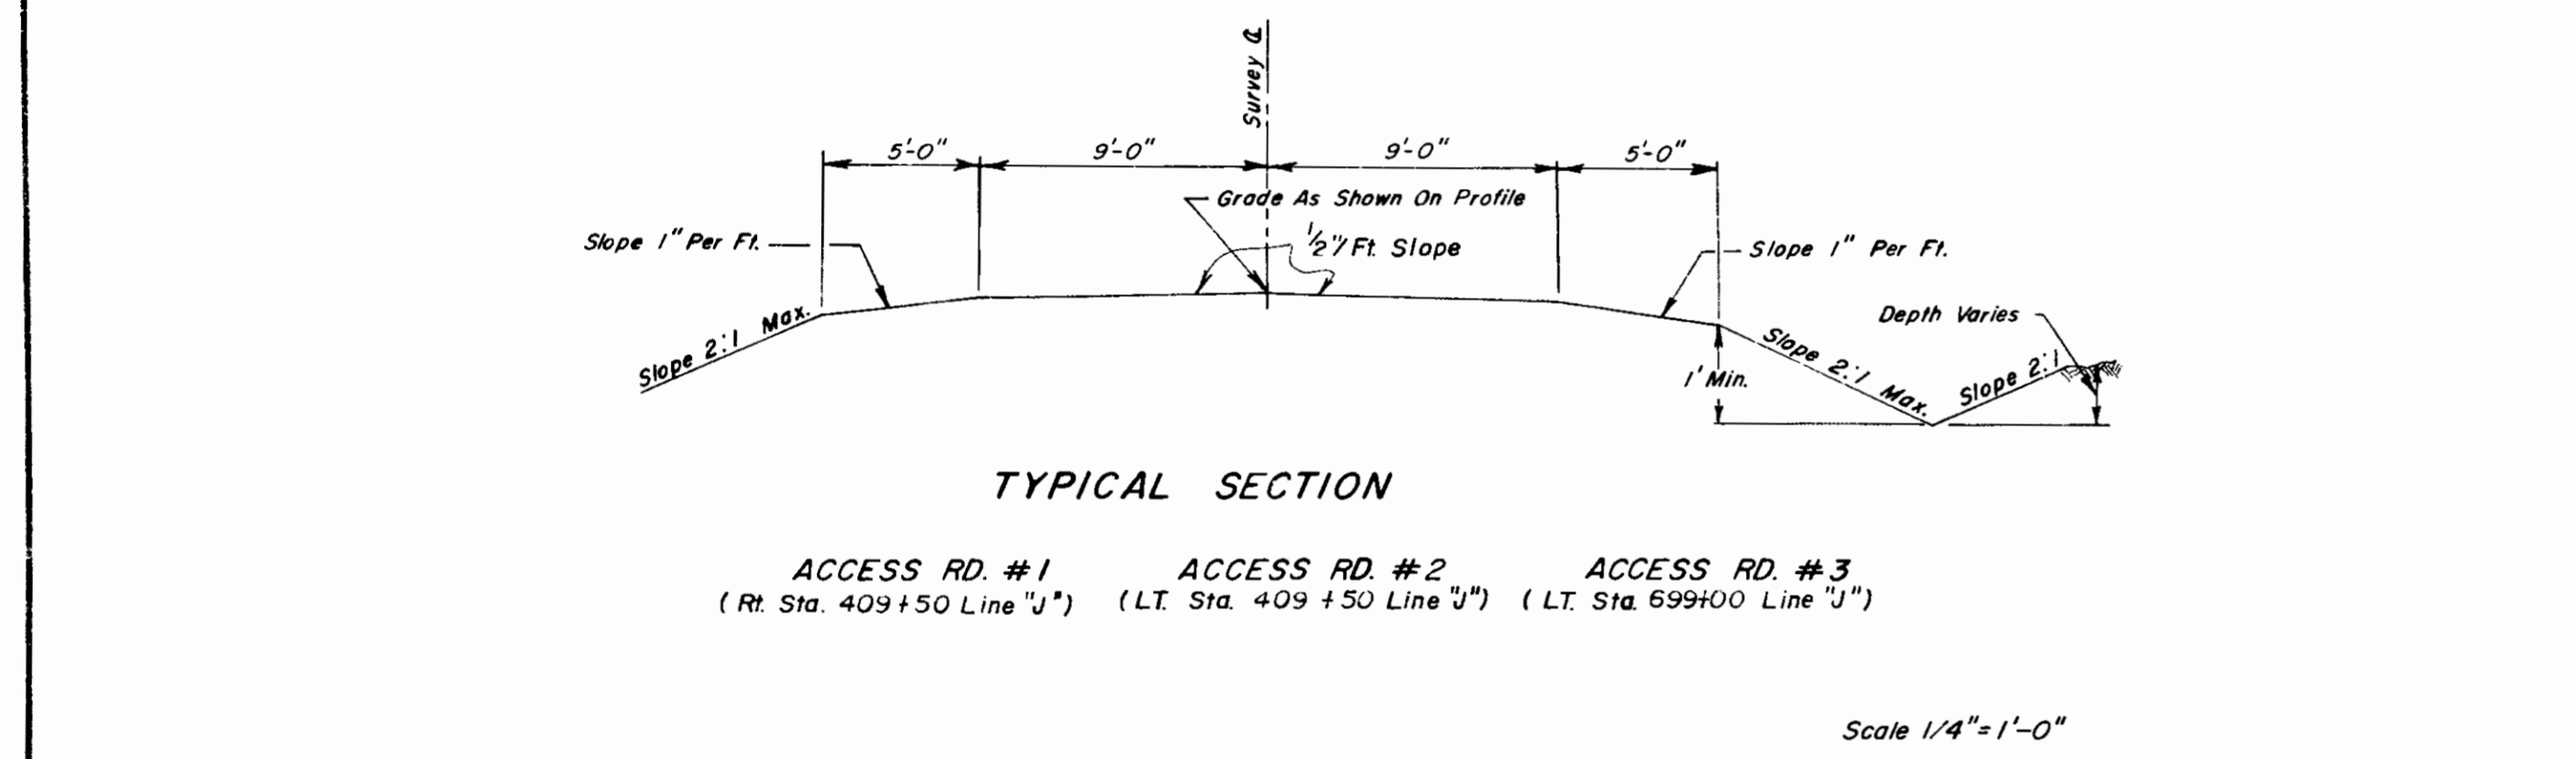 Survey ℄
5'-0" 9'-0" 9'-0" 5'-0"
Grade As Shown On Profile
Slope 1" Per Ft.
1/2"/Ft. Slope
Slope 1" Per Ft.
Depth Varies
Slope 2:1 Max.
Slope 2:1 Max.
Slope 2:1
1' Min.
TYPICAL SECTION
ACCESS RD. #1 ACCESS RD. #2 ACCESS RD. #3
(Rt. Sta. 409+50 Line "J") (LT. Sta. 409+50 Line "J") (LT. Sta. 699+00 Line "J")
Scale 1/4"=1'-0"